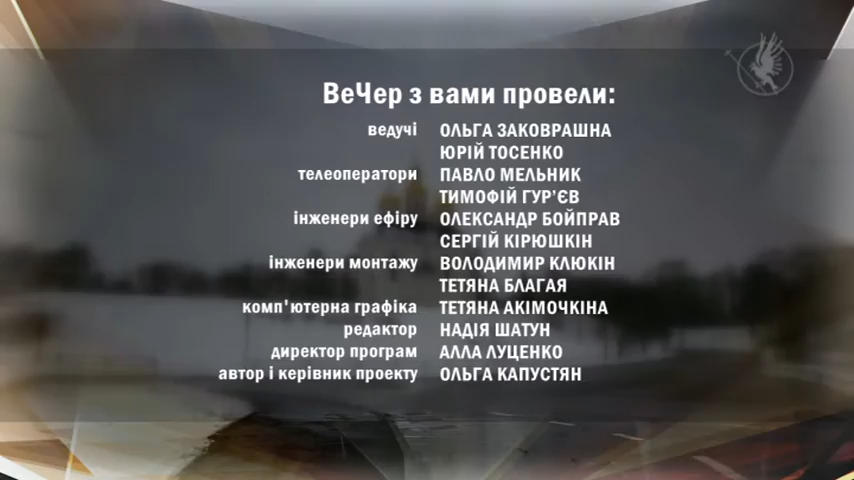 ВеЧер з вами провели:
ведучі ОЛЬГА ЗАКОВРАШНА
ЮРІЙ ТОСЕНКО
телеоператори ПАВЛО МЕЛЬНИК
ТИМОФІЙ ГУР’ЄВ
інженери ефіру ОЛЕКСАНДР БОЙПРАВ
СЕРГІЙ КІРЮШКІН
інженери монтажу ВОЛОДИМИР КЛЮКІН
ТЕТЯНА БЛАГАЯ
комп'ютерна графіка ТЕТЯНА АКІМОЧКІНА
редактор НАДІЯ ШАТУН
директор програм АЛЛА ЛУЦЕНКО
автор і керівник проекту ОЛЬГА КАПУСТЯН